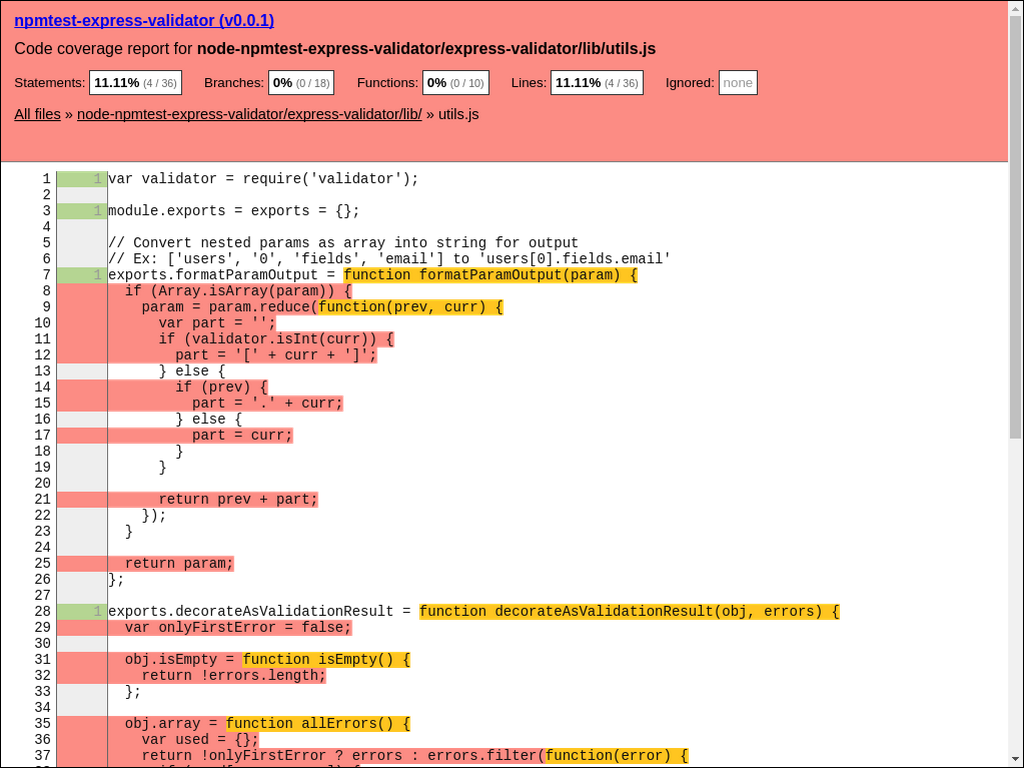 npmtest-express-validator (v0.0.1)
Code coverage report for node-npmtest-express-validator/express-validator/lib/utils.js
Statements: 11.11% (4 / 36) Branches: 0% (0 / 18) Functions: 0% (0 / 10) Lines: 11.11% (4 / 36) Ignored: none
All files » node-npmtest-express-validator/express-validator/lib/ » utils.js
1 1 var validator = require('validator');
2
3 1 module.exports = exports = {};
4
5 // Convert nested params as array into string for output
6 // Ex: ['users', '0', 'fields', 'email'] to 'users[0].fields.email'
7 1 exports.formatParamOutput = function formatParamOutput(param) {
8 if (Array.isArray(param)) {
9 param = param.reduce(function(prev, curr) {
10 var part = '';
11 if (validator.isInt(curr)) {
12 part = '[' + curr + ']';
13 } else {
14 if (prev) {
15 part = '.' + curr;
16 } else {
17 part = curr;
18 }
19 }
20
21 return prev + part;
22 });
23 }
24
25 return param;
26 };
27
28 1 exports.decorateAsValidationResult = function decorateAsValidationResult(obj, errors) {
29 var onlyFirstError = false;
30
31 obj.isEmpty = function isEmpty() {
32 return !errors.length;
33 };
34
35 obj.array = function allErrors() {
36 var used = {};
37 return !onlyFirstError ? errors : errors.filter(function(error) {